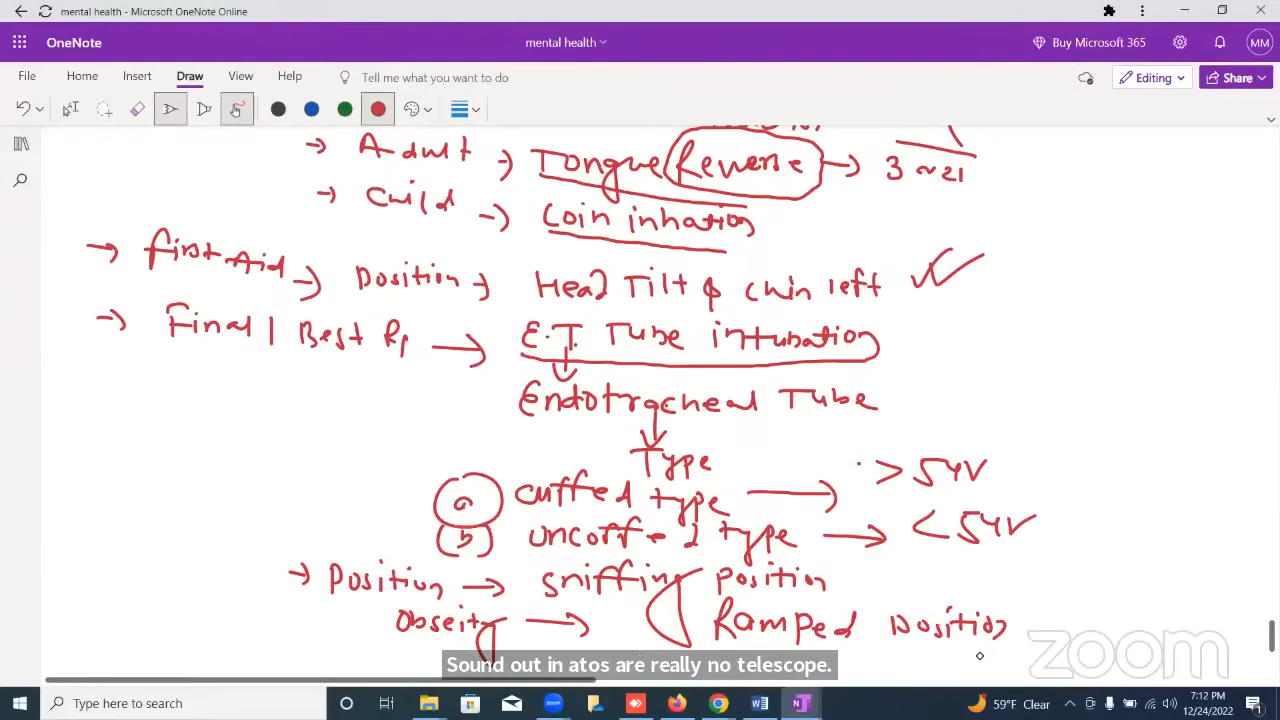 mental health - Microsoft OneNote Online
OneNote
mental health
Buy Microsoft 365
MM
File Home Insert Draw View Help Tell me what you want to do
Editing
Share
→ Adult → Tongue Reverse → 3~21
→ Child → Coin inhation
→ First Aid → Position → Head Tilt & chin left ✓
→ Final | Best Rx → E.T. Tube intubation
Endotracheal Tube
Type
a cuffed type → > 5yr
(b) uncoffed type → < 5yr
→ Position → sniffing position
Obseity → Ramped position
zoom
Sound out in atos are really no telescope.
Type here to search
59°F Clear
7:12 PM
12/24/2022